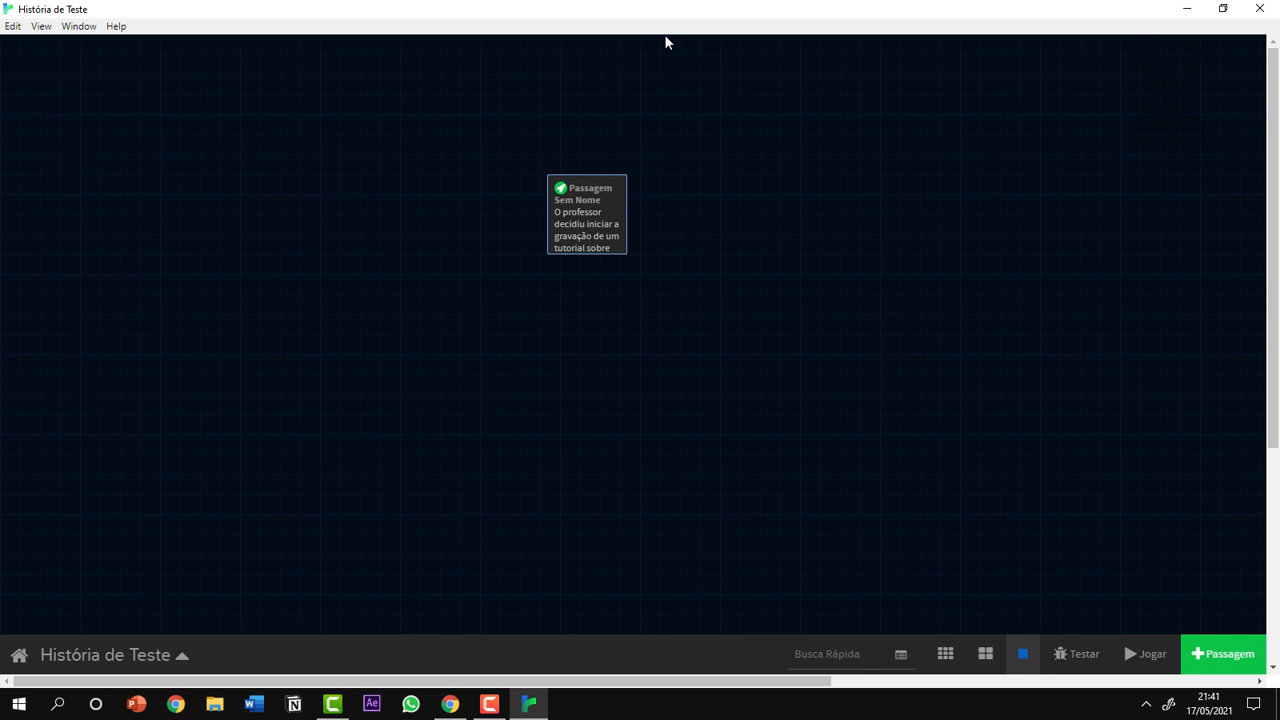 História de Teste
Edit View Window Help
Passagem
Sem Nome
O professor
decidiu iniciar a
gravação de um
tutorial sobre
História de Teste
Busca Rápida
Testar
Jogar
Passagem
Ae
21:41
17/05/2021